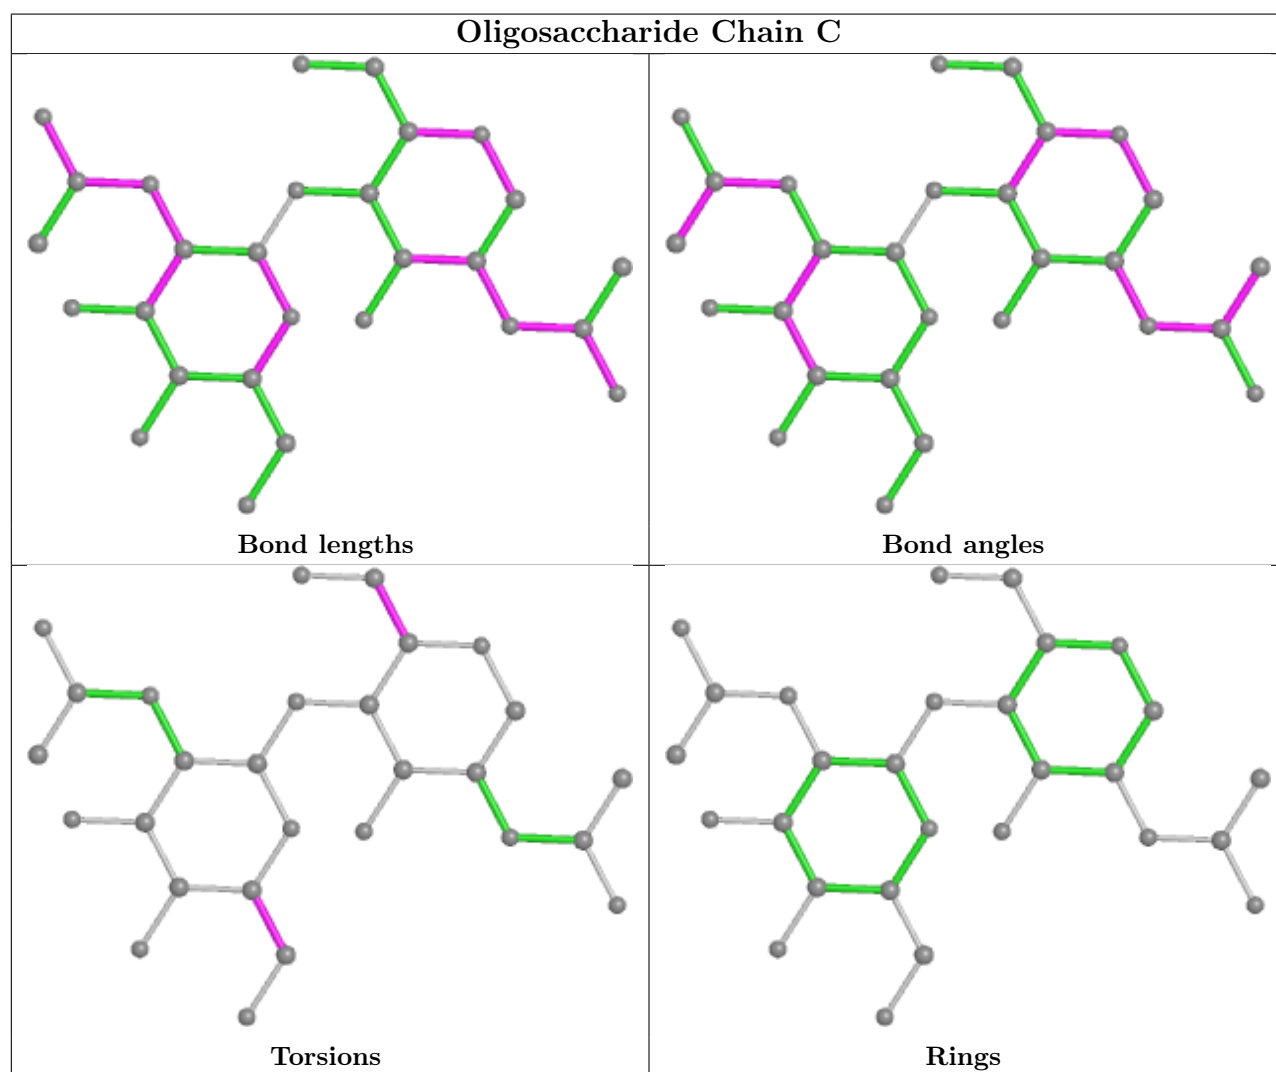 Oligosaccharide Chain C
Bond lengths
Bond angles
Torsions
Rings